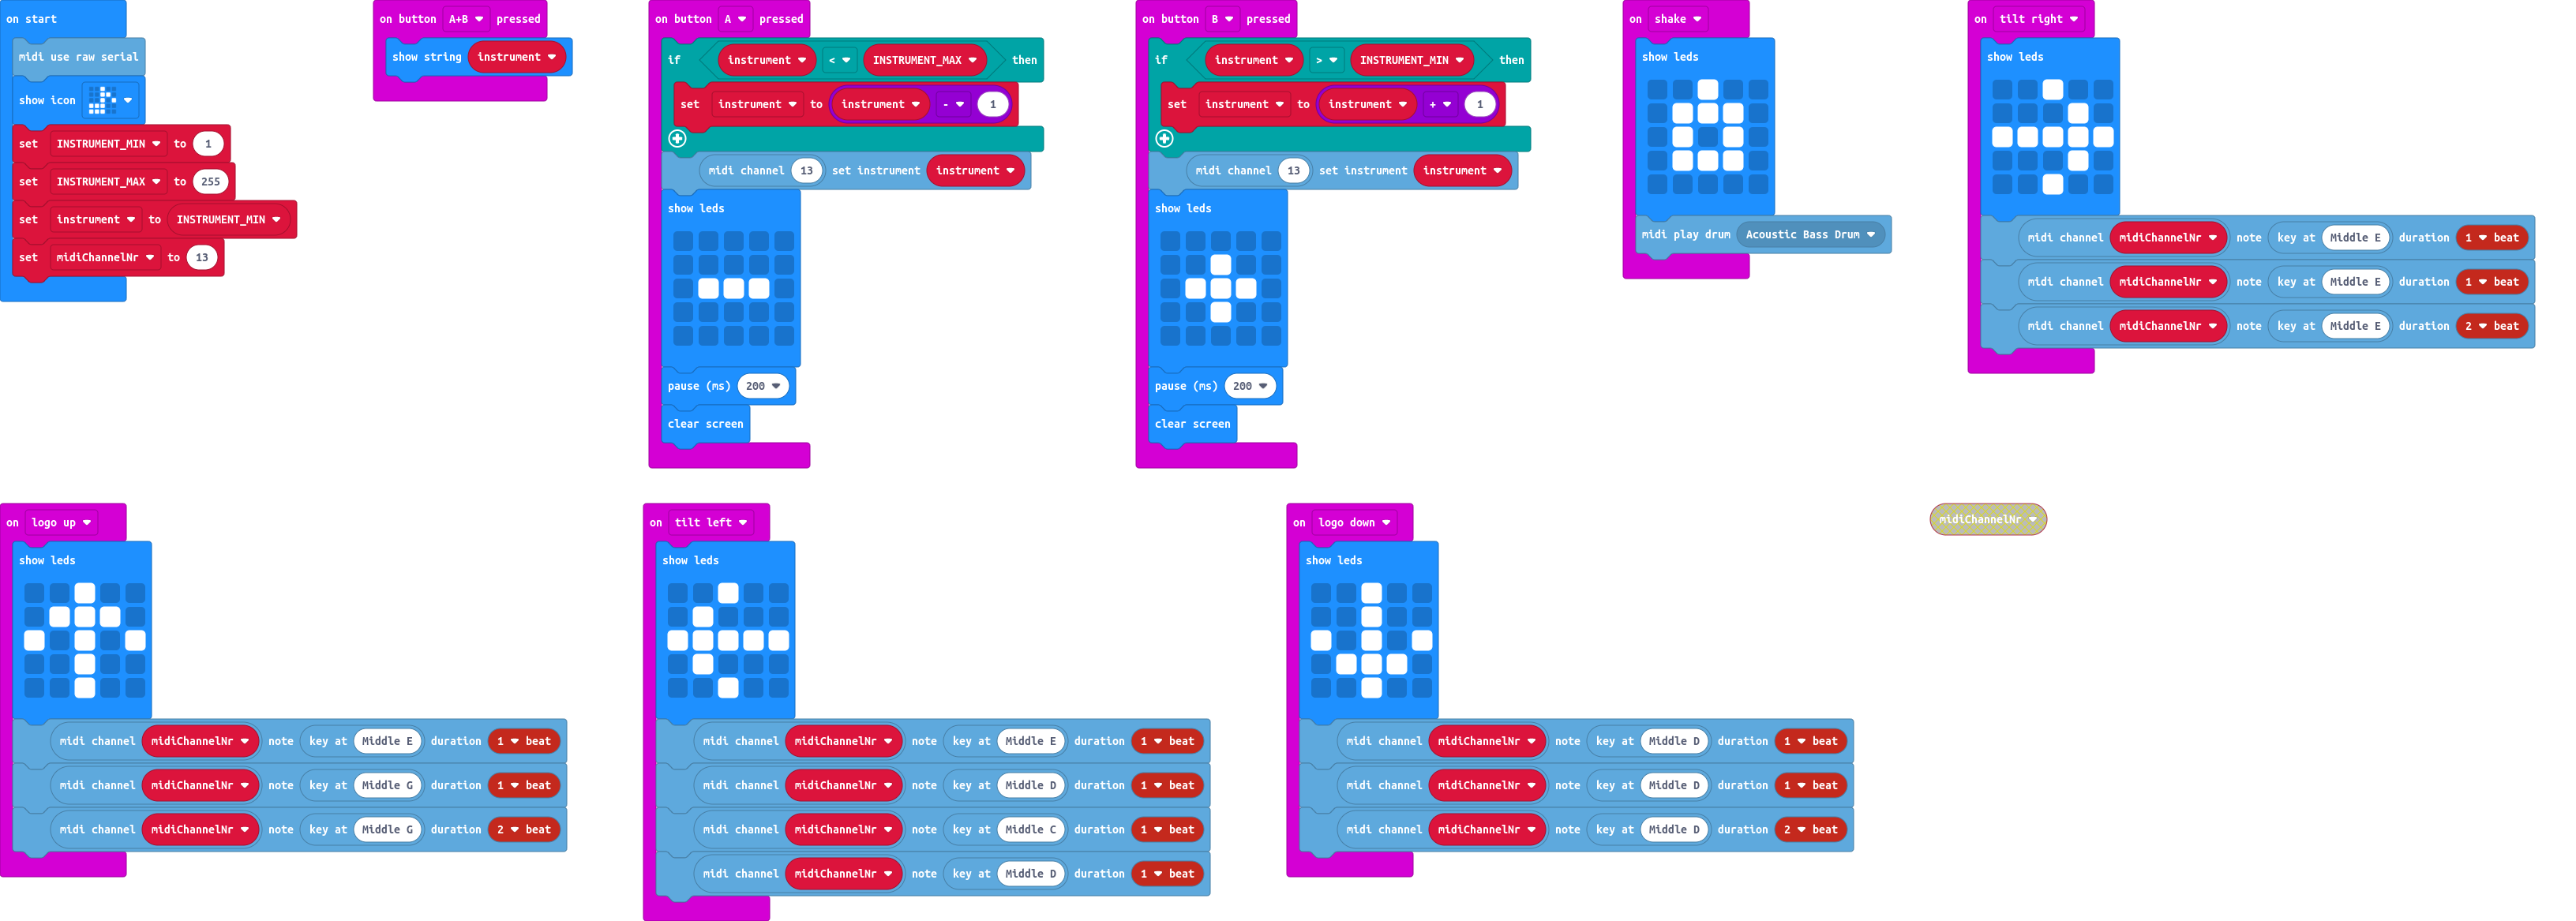 on start
midi use raw serial
show icon
set INSTRUMENT_MIN to 1
set INSTRUMENT_MAX to 255
set instrument to INSTRUMENT_MIN
set midiChannelNr to 13
on button A+B pressed
show string instrument
on button A pressed
if instrument < INSTRUMENT_MAX then
set instrument to instrument - 1
midi channel 13 set instrument instrument
show leds
pause (ms) 200
clear screen
on button B pressed
if instrument > INSTRUMENT_MIN then
set instrument to instrument + 1
midi channel 13 set instrument instrument
show leds
pause (ms) 200
clear screen
on shake
show leds
midi play drum Acoustic Bass Drum
on tilt right
show leds
midi channel midiChannelNr note key at Middle E duration 1 beat
midi channel midiChannelNr note key at Middle E duration 1 beat
midi channel midiChannelNr note key at Middle E duration 2 beat
on logo up
show leds
midi channel midiChannelNr note key at Middle E duration 1 beat
midi channel midiChannelNr note key at Middle G duration 1 beat
midi channel midiChannelNr note key at Middle G duration 2 beat
on tilt left
show leds
midi channel midiChannelNr note key at Middle E duration 1 beat
midi channel midiChannelNr note key at Middle D duration 1 beat
midi channel midiChannelNr note key at Middle C duration 1 beat
midi channel midiChannelNr note key at Middle D duration 1 beat
on logo down
show leds
midi channel midiChannelNr note key at Middle D duration 1 beat
midi channel midiChannelNr note key at Middle D duration 1 beat
midi channel midiChannelNr note key at Middle D duration 2 beat
midiChannelNr